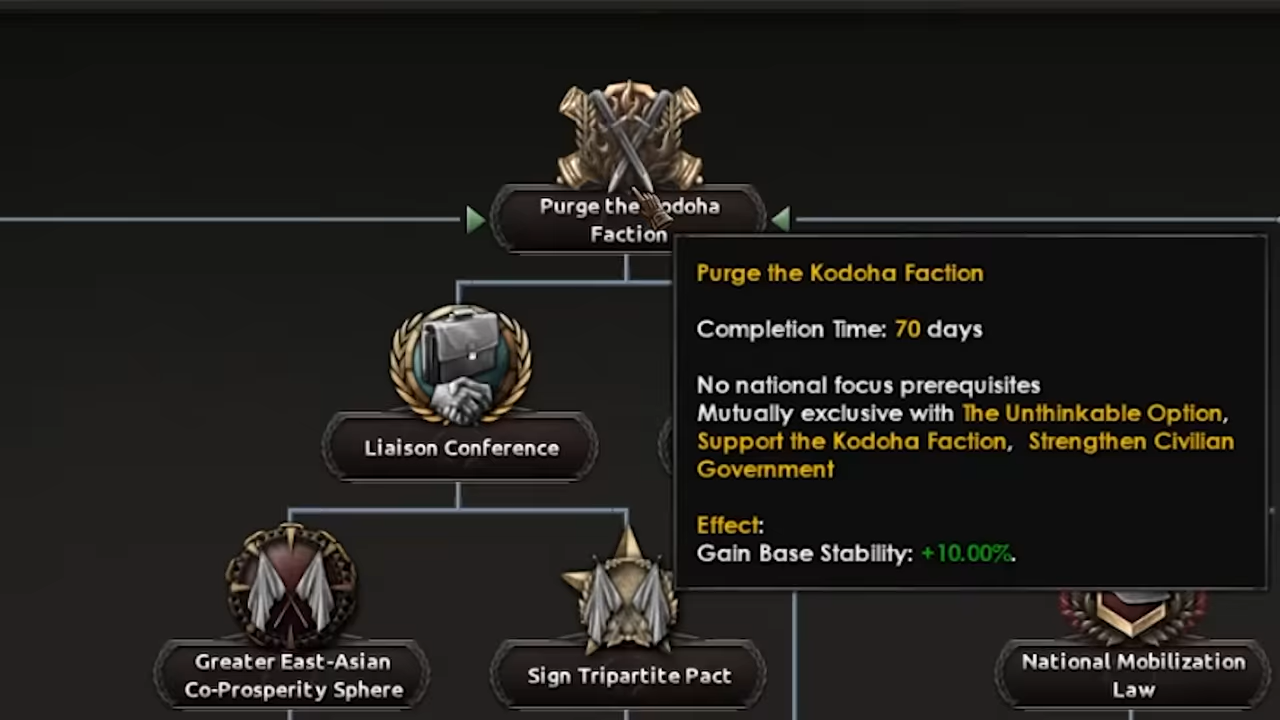 Purge the Kodoha
Faction
Purge the Kodoha Faction
Completion Time: 70 days
No national focus prerequisites
Mutually exclusive with The Unthinkable Option,
Support the Kodoha Faction, Strengthen Civilian
Government
Effect:
Gain Base Stability: +10.00%.
Liaison Conference
Greater East-Asian
Co-Prosperity Sphere
Sign Tripartite Pact
National Mobilization
Law